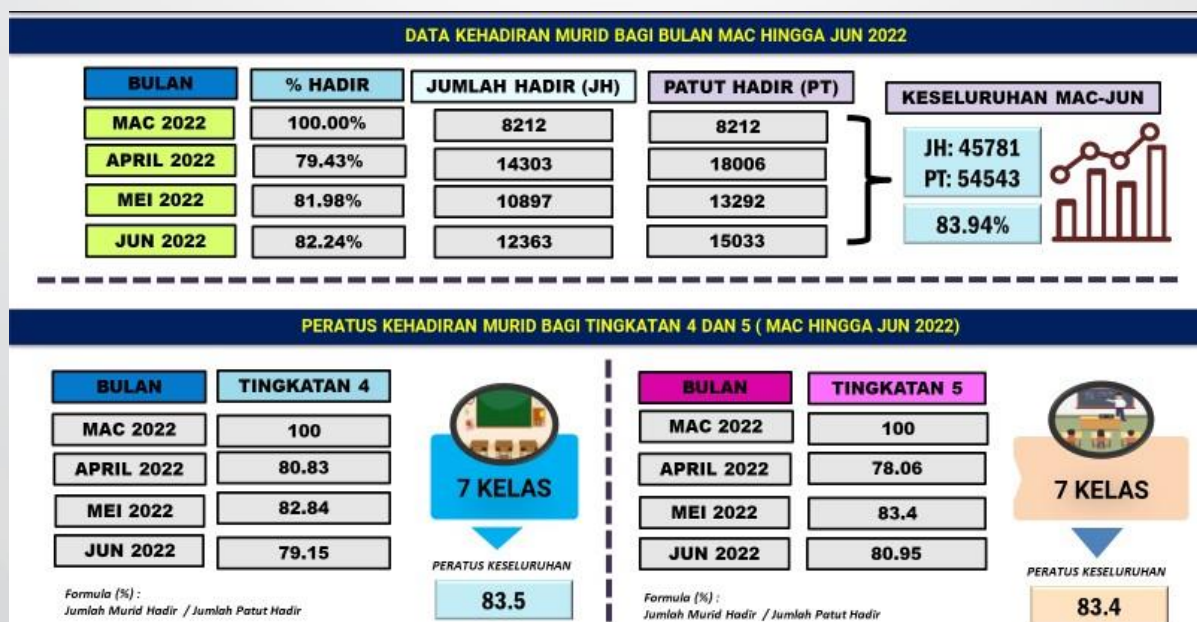 DATA KEHADIRAN MURID BAGI BULAN MAC HINGGA JUN 2022
BULAN % HADIR JUMLAH HADIR (JH) PATUT HADIR (PT) KESELURUHAN MAC-JUN
MAC 2022 100.00% 8212 8212
APRIL 2022 79.43% 14303 18006
MEI 2022 81.98% 10897 13292
JUN 2022 82.24% 12363 15033
JH: 45781
PT: 54543
83.94%
PERATUS KEHADIRAN MURID BAGI TINGKATAN 4 DAN 5 ( MAC HINGGA JUN 2022)
BULAN TINGKATAN 4
MAC 2022 100
APRIL 2022 80.83
MEI 2022 82.84
JUN 2022 79.15
Formula (%) :
Jumlah Murid Hadir / Jumlah Patut Hadir
7 KELAS
PERATUS KESELURUHAN
83.5
BULAN TINGKATAN 5
MAC 2022 100
APRIL 2022 78.06
MEI 2022 83.4
JUN 2022 80.95
Formula (%) :
Jumlah Murid Hadir / Jumlah Patut Hadir
7 KELAS
PERATUS KESELURUHAN
83.4